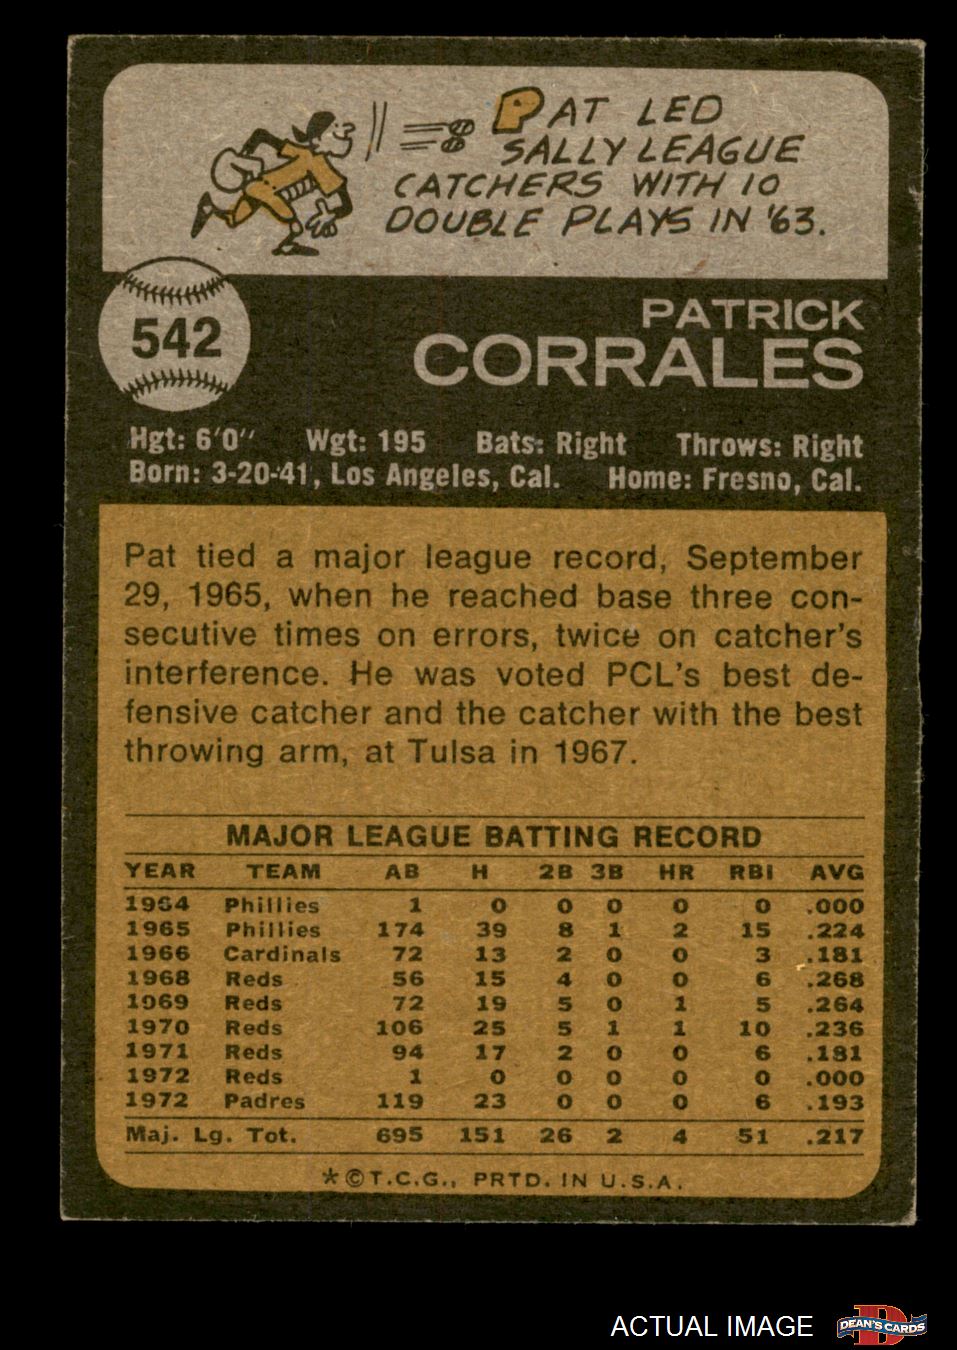 PAT LED
SALLY LEAGUE
CATCHERS WITH 10
DOUBLE PLAYS IN '63.
542
PATRICK
CORRALES
Hgt: 6'0" Wgt: 195 Bats: Right Throws: Right
Born: 3-20-41, Los Angeles, Cal. Home: Fresno, Cal.
Pat tied a major league record, September
29, 1965, when he reached base three con-
secutive times on errors, twice on catcher's
interference. He was voted PCL's best de-
fensive catcher and the catcher with the best
throwing arm, at Tulsa in 1967.
MAJOR LEAGUE BATTING RECORD
YEAR TEAM AB H 2B 3B HR RBI AVG
1964 Phillies 1 0 0 0 0 0 .000
1965 Phillies 174 39 8 1 2 15 .224
1966 Cardinals 72 13 2 0 0 3 .181
1968 Reds 56 15 4 0 0 6 .268
1969 Reds 72 19 5 0 1 5 .264
1970 Reds 106 25 5 1 1 10 .236
1971 Reds 94 17 2 0 0 6 .181
1972 Reds 1 0 0 0 0 0 .000
1972 Padres 119 23 0 0 0 6 .193
Maj. Lg. Tot. 695 151 26 2 4 51 .217
*©T.C.G., PRTD. IN U.S.A.
ACTUAL IMAGE
D
DEAN'S CARDS